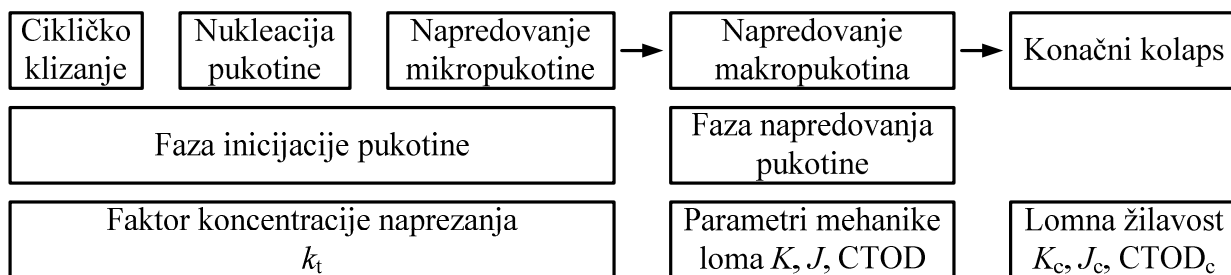 Cikličko
klizanje
Nukleacija
pukotine
Napredovanje
mikropukotine
Napredovanje
makropukotina
Konačni kolaps
Faza inicijacije pukotine
Faza napredovanja
pukotine
Faktor koncentracije naprezanja
kt
Parametri mehanike
loma K, J, CTOD
Lomna žilavost
Kc, Jc, CTODc